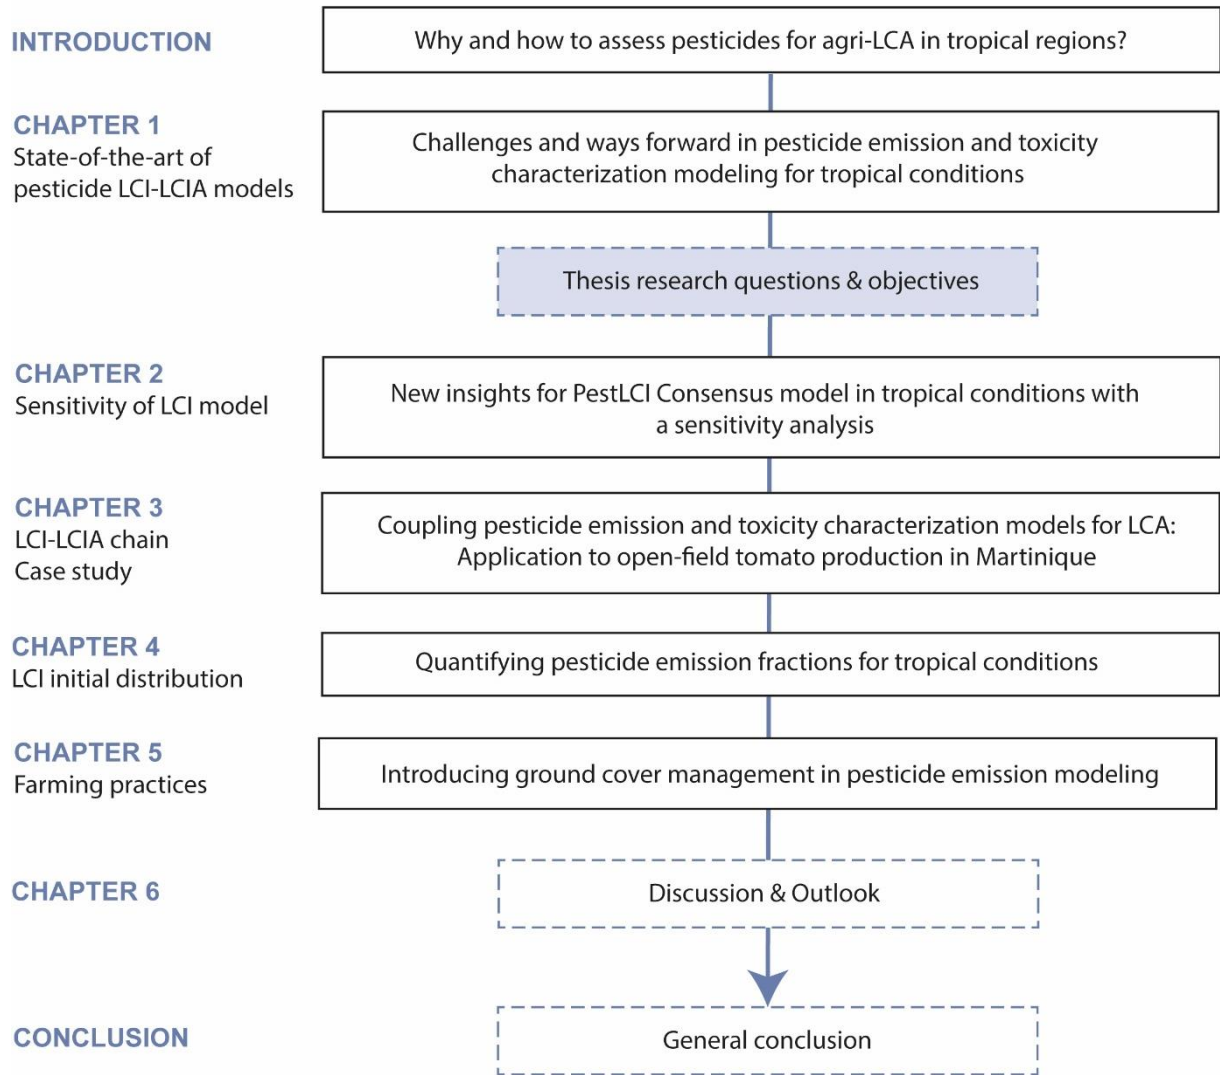 INTRODUCTION
Why and how to assess pesticides for agri-LCA in tropical regions?
CHAPTER 1
State-of-the-art of
pesticide LCI-LCIA models
Challenges and ways forward in pesticide emission and toxicity
characterization modeling for tropical conditions
Thesis research questions & objectives
CHAPTER 2
Sensitivity of LCI model
New insights for PestLCI Consensus model in tropical conditions with
a sensitivity analysis
CHAPTER 3
LCI-LCIA chain
Case study
Coupling pesticide emission and toxicity characterization models for LCA:
Application to open-field tomato production in Martinique
CHAPTER 4
LCI initial distribution
Quantifying pesticide emission fractions for tropical conditions
CHAPTER 5
Farming practices
Introducing ground cover management in pesticide emission modeling
CHAPTER 6
Discussion & Outlook
CONCLUSION
General conclusion